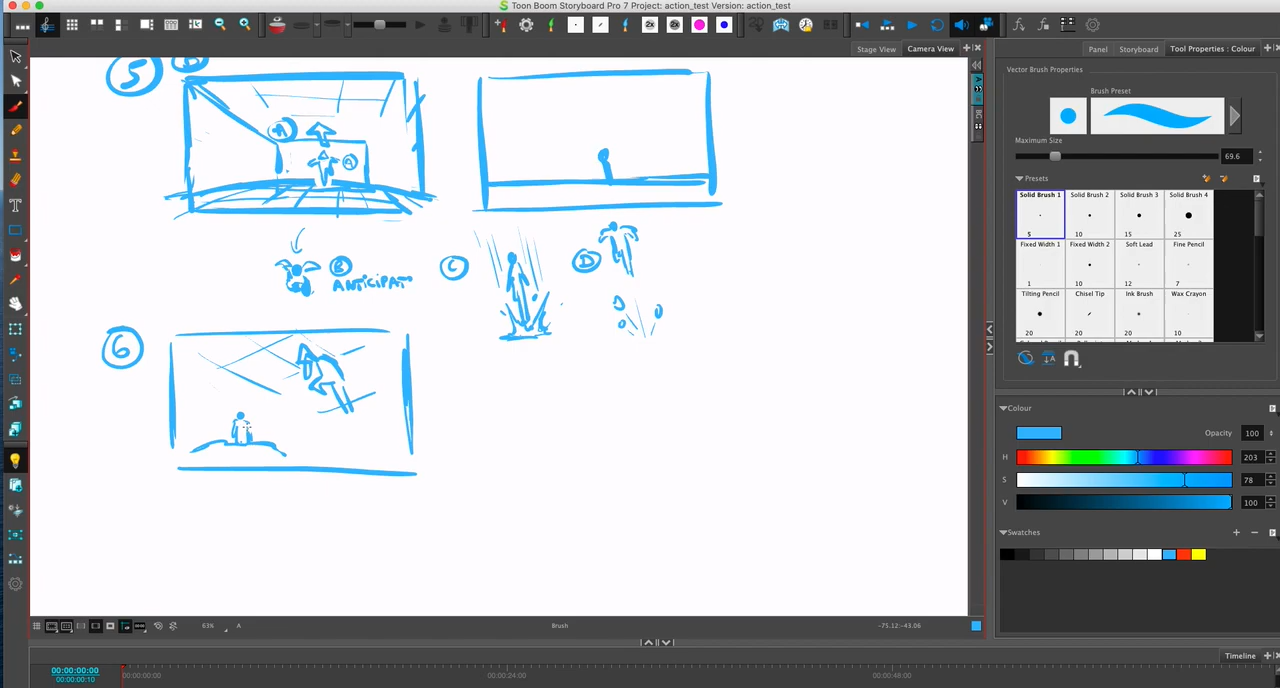 Toon Boom Storyboard Pro 7 Project: action_test Version: action_test
2x
2x
2D
Stage View
Camera View
Panel
Storyboard
Tool Properties : Colour
Vector Brush Properties
Brush Preset
Maximum Size
69.6
Presets
Solid Brush 1
Solid Brush 2
Solid Brush 3
Solid Brush 4
5
10
15
25
Fixed Width 1
Fixed Width 2
Soft Lead
Fine Pencil
1
10
12
7
Tilting Pencil
Chisel Tip
Ink Brush
Wax Crayon
20
20
20
10
Colour
Opacity
100
H
203
S
78
V
100
Swatches
5
A
A
B
ANTICIPAT
C
D
6
63%
A
Brush
-75.12:-43.06
Timeline
00:00:00:00
00:00:00:10
00:00:00:00
00:00:24:00
00:00:48:00